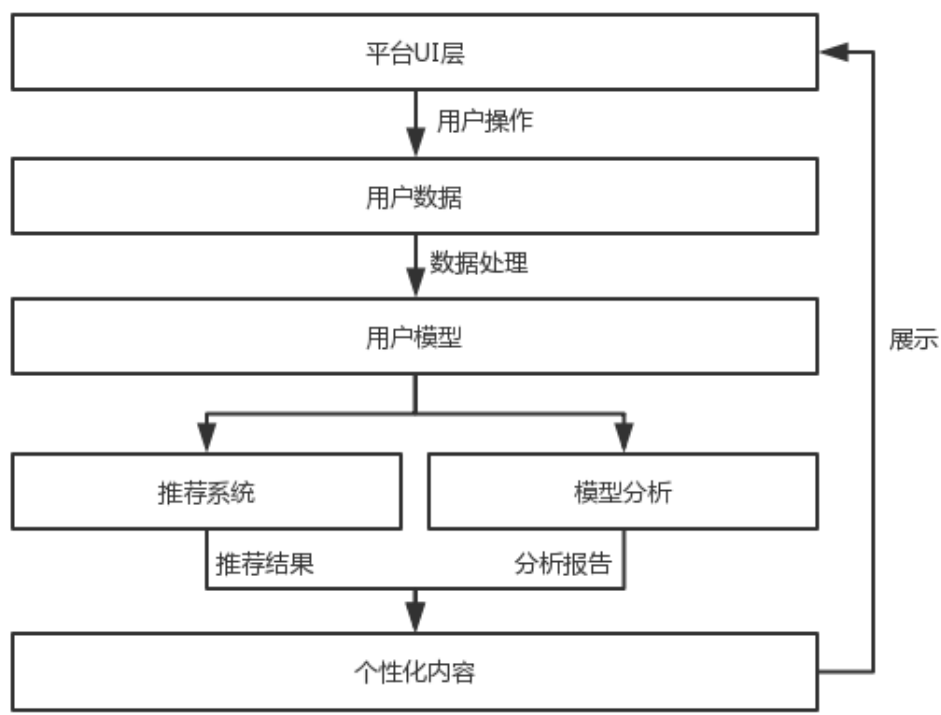 平台UI层
用户操作
用户数据
数据处理
用户模型
展示
推荐系统
模型分析
推荐结果
分析报告
个性化内容